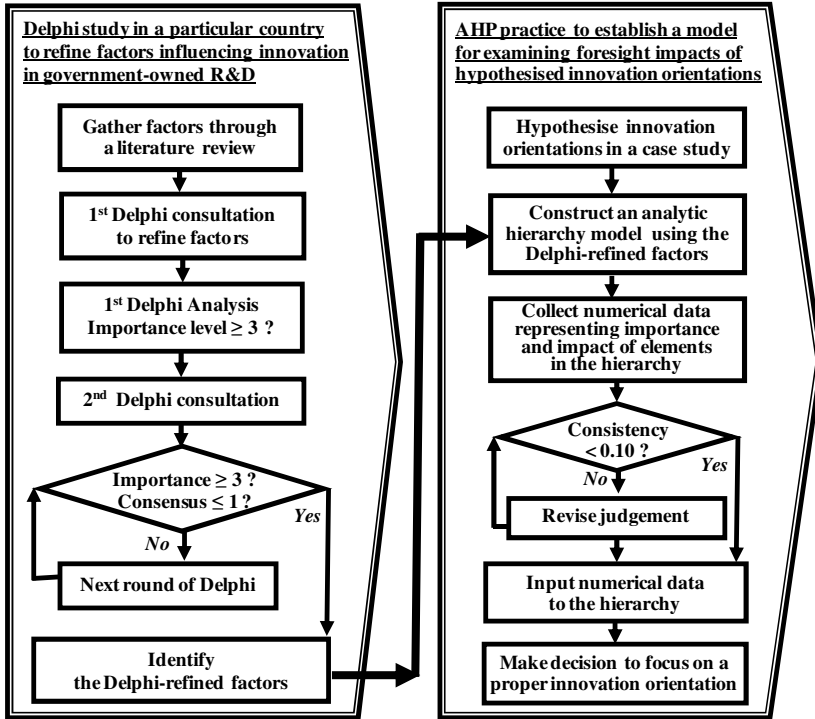 Delphi study in a particular country
to refine factors influencing innovation
in government-owned R&D
Gather factors through
a literature review
1st Delphi consultation
to refine factors
1st Delphi Analysis
Importance level ≥ 3 ?
2nd Delphi consultation
Importance ≥ 3 ?
Consensus ≤ 1 ?
Yes
No
Next round of Delphi
Identify
the Delphi-refined factors
AHP practice to establish a model
for examining foresight impacts of
hypothesised innovation orientations
Hypothesise innovation
orientations in a case study
Construct an analytic
hierarchy model using the
Delphi-refined factors
Collect numerical data
representing importance
and impact of elements
in the hierarchy
Consistency
< 0.10 ?
Yes
No
Revise judgement
Input numerical data
to the hierarchy
Make decision to focus on a
proper innovation orientation